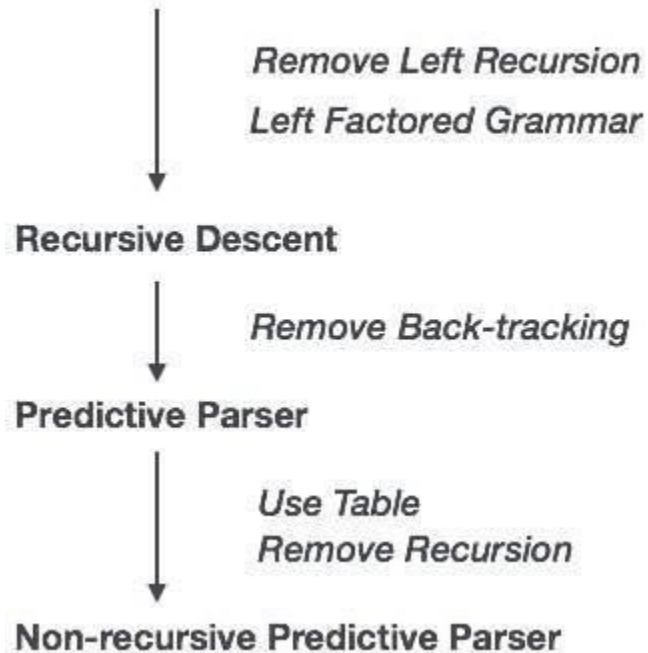 Remove Left Recursion
Left Factored Grammar
Recursive Descent
Remove Back-tracking
Predictive Parser
Use Table
Remove Recursion
Non-recursive Predictive Parser